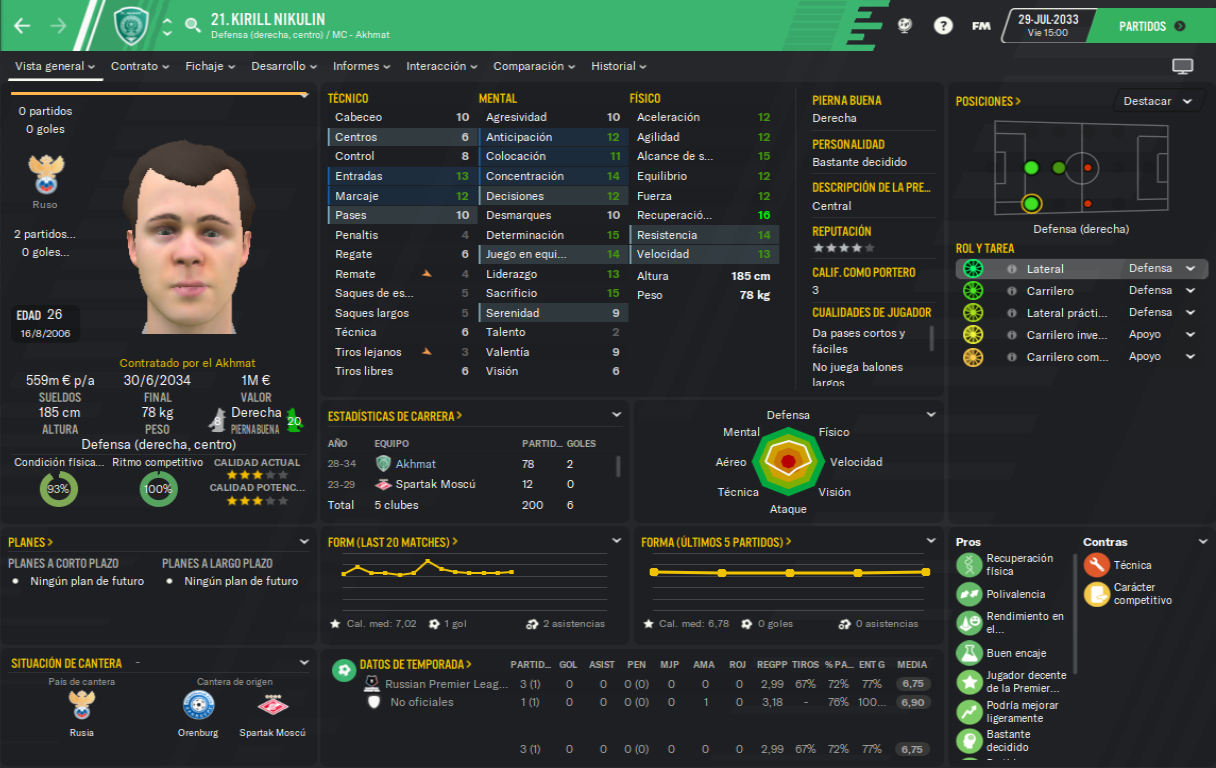 21. KIRILL NIKULIN
Defensa (derecha, centro) / MC - Akhmat
29-JUL-2033
Vie 15:00
PARTIDOS
FM
Vista general
Contrato
Fichaje
Desarrollo
Informes
Interacción
Comparación
Historial
0 partidos
0 goles
Ruso
2 partidos...
0 goles...
EDAD 26
16/8/2006
Contratado por el Akhmat
559m € p/a 30/6/2034 1M €
SUELDOS FINAL VALOR
185 cm 78 kg 8 Derecha 20
ALTURA PESO PIERNA BUENA
Defensa (derecha, centro)
Condición física... Ritmo competitivo CALIDAD ACTUAL
93% 100% CALIDAD POTENC...
TÉCNICO
Cabeceo 10
Centros 6
Control 8
Entradas 13
Marcaje 12
Pases 10
Penaltis 4
Regate 6
Remate 4
Saques de es... 5
Saques largos 5
Técnica 6
Tiros lejanos 3
Tiros libres 6
MENTAL
Agresividad 10
Anticipación 12
Colocación 11
Concentración 14
Decisiones 12
Desmarques 10
Determinación 15
Juego en equi... 14
Liderazgo 13
Sacrificio 15
Serenidad 9
Talento 2
Valentía 9
Visión 6
FÍSICO
Aceleración 12
Agilidad 12
Alcance de s... 15
Equilibrio 12
Fuerza 12
Recuperació... 16
Resistencia 14
Velocidad 13
Altura 185 cm
Peso 78 kg
PIERNA BUENA
Derecha
PERSONALIDAD
Bastante decidido
DESCRIPCIÓN DE LA PRE...
Central
REPUTACIÓN
CALIF. COMO PORTERO
3
CUALIDADES DE JUGADOR
Da pases cortos y
fáciles
No juega balones
largos
POSICIONES >
Destacar
Defensa (derecha)
ROL Y TAREA
Lateral Defensa
Carrilero Defensa
Lateral prácti... Defensa
Carrilero inve... Apoyo
Carrilero com... Apoyo
ESTADÍSTICAS DE CARRERA >
AÑO EQUIPO PARTID... GOLES
28-34 Akhmat 78 2
23-29 Spartak Moscú 12 0
Total 5 clubes 200 6
Defensa
Mental Físico
Aéreo Velocidad
Técnica Visión
Ataque
PLANES >
PLANES A CORTO PLAZO PLANES A LARGO PLAZO
Ningún plan de futuro Ningún plan de futuro
FORM (LAST 20 MATCHES) >
Cal. med: 7,02 1 gol 2 asistencias
FORMA (ÚLTIMOS 5 PARTIDOS) >
Cal. med: 6,78 0 goles 0 asistencias
Pros
Recuperación
física
Polivalencia
Rendimiento en
el...
Buen encaje
Jugador decente
de la Premier...
Podría mejorar
ligeramente
Bastante
decidido
Contras
Técnica
Carácter
competitivo
SITUACIÓN DE CANTERA -
País de cantera Cantera de origen
Rusia Orenburg Spartak Moscú
DATOS DE TEMPORADA > PARTID... GOL ASIST PEN MJP AMA ROJ REGPP TIROS % PA... ENT G MEDIA
Russian Premier Leag... 3 (1) 0 0 0 (0) 0 0 0 2,99 67% 72% 77% 6,75
No oficiales 1 (1) 0 0 0 (0) 0 1 0 3,18 - 76% 100... 6,90
3 (1) 0 0 0 (0) 0 0 0 2,99 67% 72% 77% 6,75